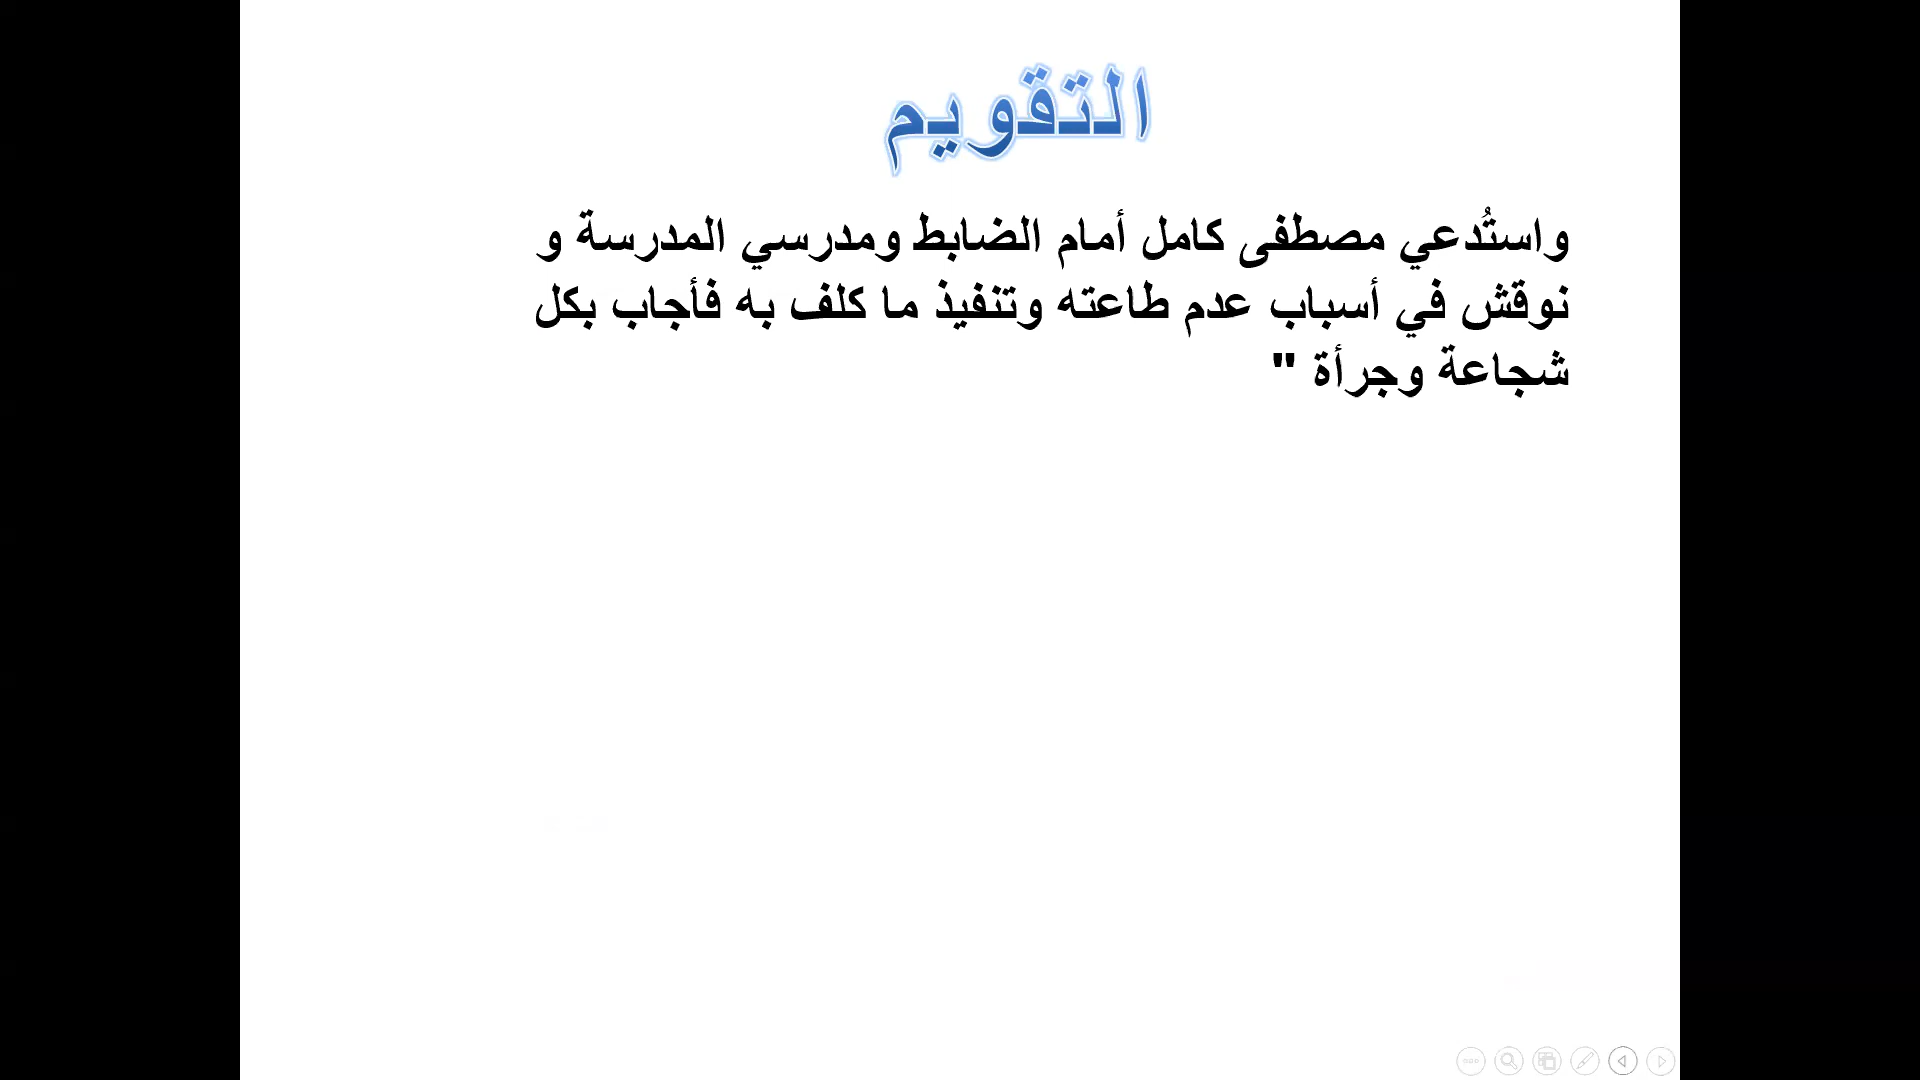 التقويم
واستُدعي مصطفى كامل أمام الضابط ومدرسي المدرسة و
نوقش في أسباب عدم طاعته وتنفيذ ما كلف به فأجاب بكل
شجاعة وجرأة "